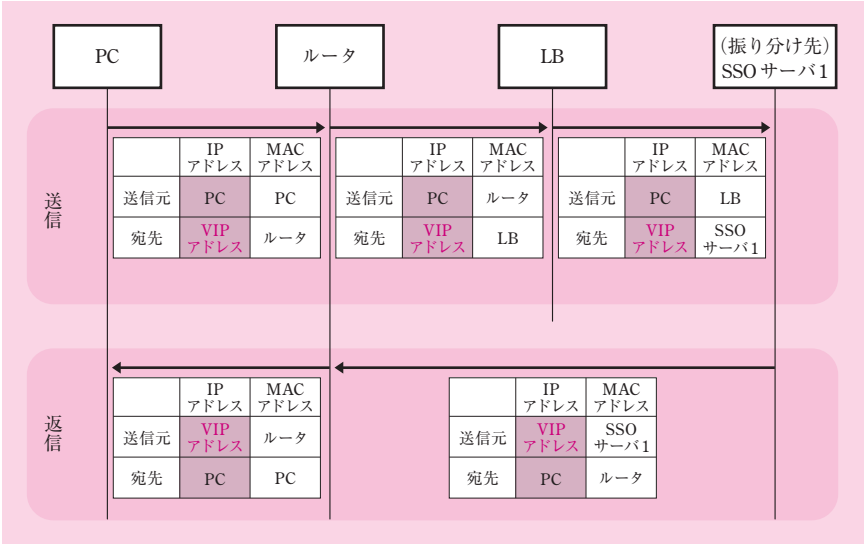 PC
ルータ
LB
(振り分け先)
SSOサーバ1
送信
IP
アドレス
MAC
アドレス
送信元
PC
PC
宛先
VIP
アドレス
ルータ
IP
アドレス
MAC
アドレス
送信元
PC
ルータ
宛先
VIP
アドレス
LB
IP
アドレス
MAC
アドレス
送信元
PC
LB
宛先
VIP
アドレス
SSO
サーバ1
返信
IP
アドレス
MAC
アドレス
送信元
VIP
アドレス
ルータ
宛先
PC
PC
IP
アドレス
MAC
アドレス
送信元
VIP
アドレス
SSO
サーバ1
宛先
PC
ルータ